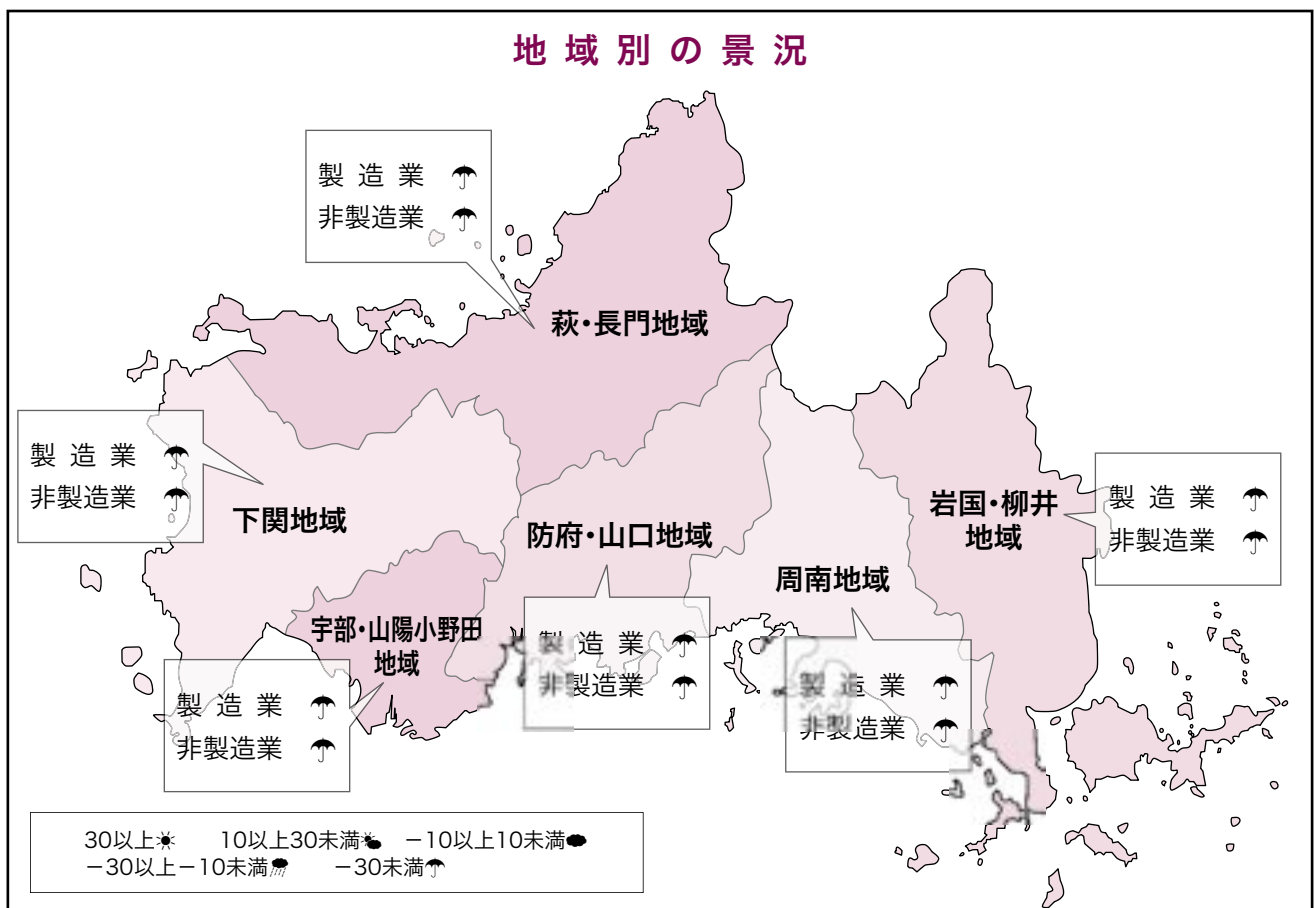 地域別の景況
製造業 ☂
非製造業 ☂
萩・長門地域
製造業 ☂
非製造業 ☂
下関地域
防府・山口地域
岩国・柳井
地域
製造業 ☂
非製造業 ☂
周南地域
宇部・山陽小野田
地域
製造業 ☂
非製造業 ☂
製造業 ☂
非製造業 ☂
製造業 ☂
非製造業 ☂
30以上☀ 10以上30未満🌤 －10以上10未満☁
－30以上－10未満🌧 －30未満☂